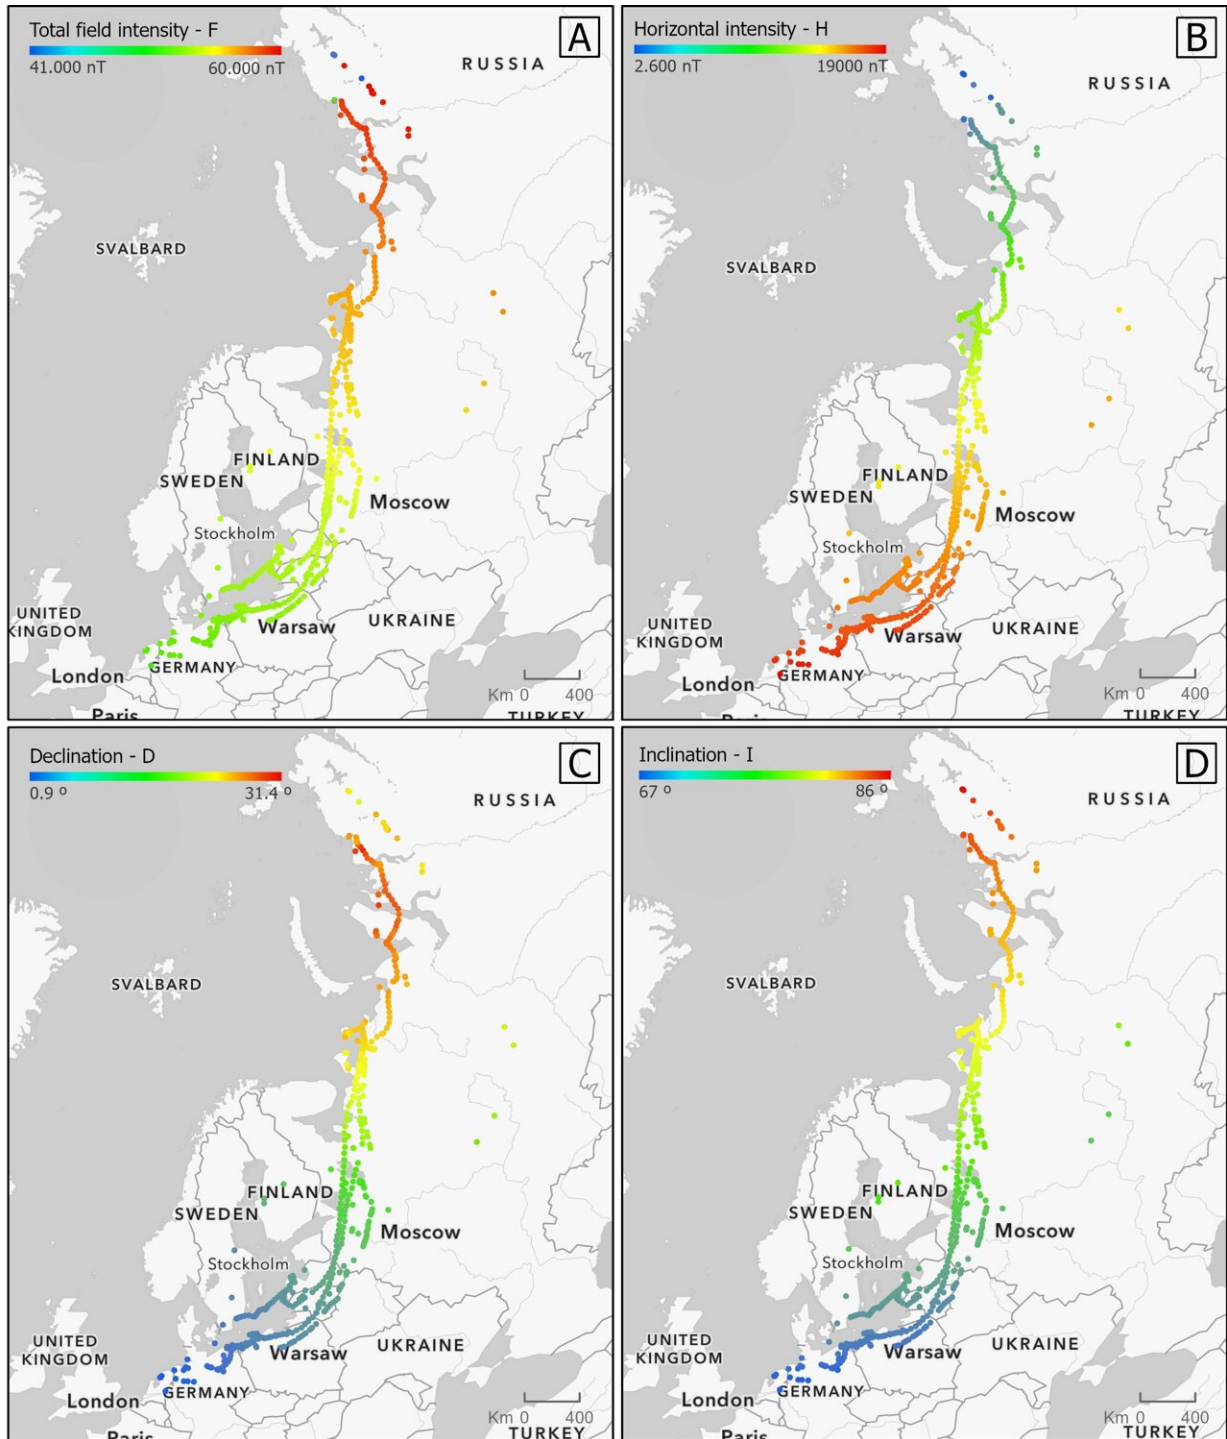 Total field intensity - F
41.000 nT 60.000 nT
A
RUSSIA
SVALBARD
FINLAND
SWEDEN
Moscow
Stockholm
UNITED
KINGDOM
UKRAINE
Warsaw
GERMANY
London
Km 0 400
Paris
TURKEY
Horizontal intensity - H
2.600 nT 19000 nT
B
RUSSIA
SVALBARD
FINLAND
SWEDEN
Moscow
Stockholm
UNITED
KINGDOM
UKRAINE
Warsaw
GERMANY
London
Km 0 400
TURKEY
Declination - D
0.9 º 31.4 º
C
RUSSIA
SVALBARD
FINLAND
SWEDEN
Moscow
Stockholm
UNITED
KINGDOM
UKRAINE
Warsaw
GERMANY
London
Km 0 400
Paris
TURKEY
Inclination - I
67 º 86 º
D
RUSSIA
SVALBARD
FINLAND
SWEDEN
Moscow
Stockholm
UNITED
KINGDOM
UKRAINE
Warsaw
GERMANY
London
Km 0 400
TURKEY